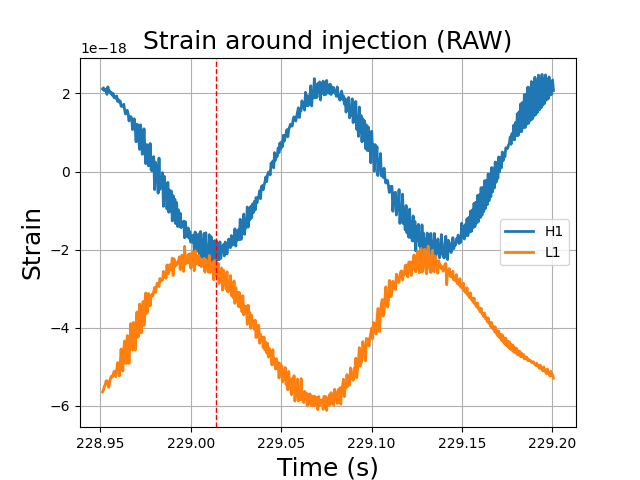 Strain around injection (RAW)
1e−18
2
0
−2
−4
−6
Strain
H1
L1
228.95 229.00 229.05 229.10 229.15 229.20
Time (s)